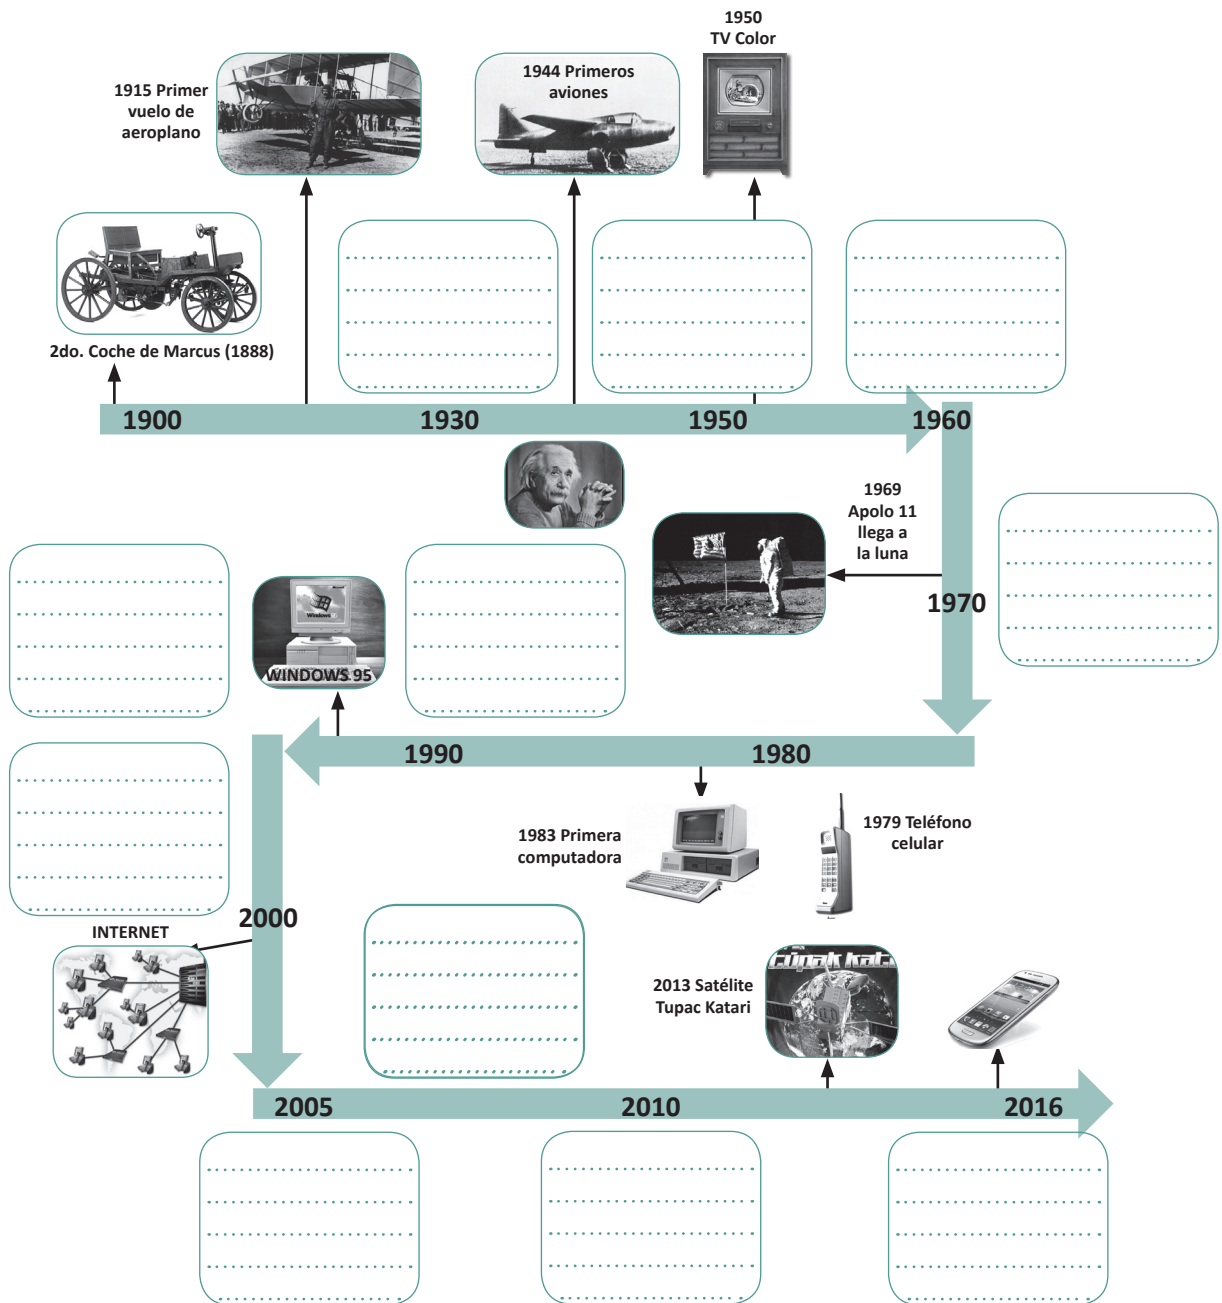 1950
TV Color
1944 Primeros
aviones
1915 Primer
vuelo de
aeroplano
2do. Coche de Marcus (1888)
1900
1930
1950
1960
1969
Apolo 11
llega a
la luna
1970
Windows
WINDOWS 95
1990
1980
1983 Primera
computadora
1979 Teléfono
celular
2000
INTERNET
2013 Satélite
Tupac Katari
2005
2010
2016